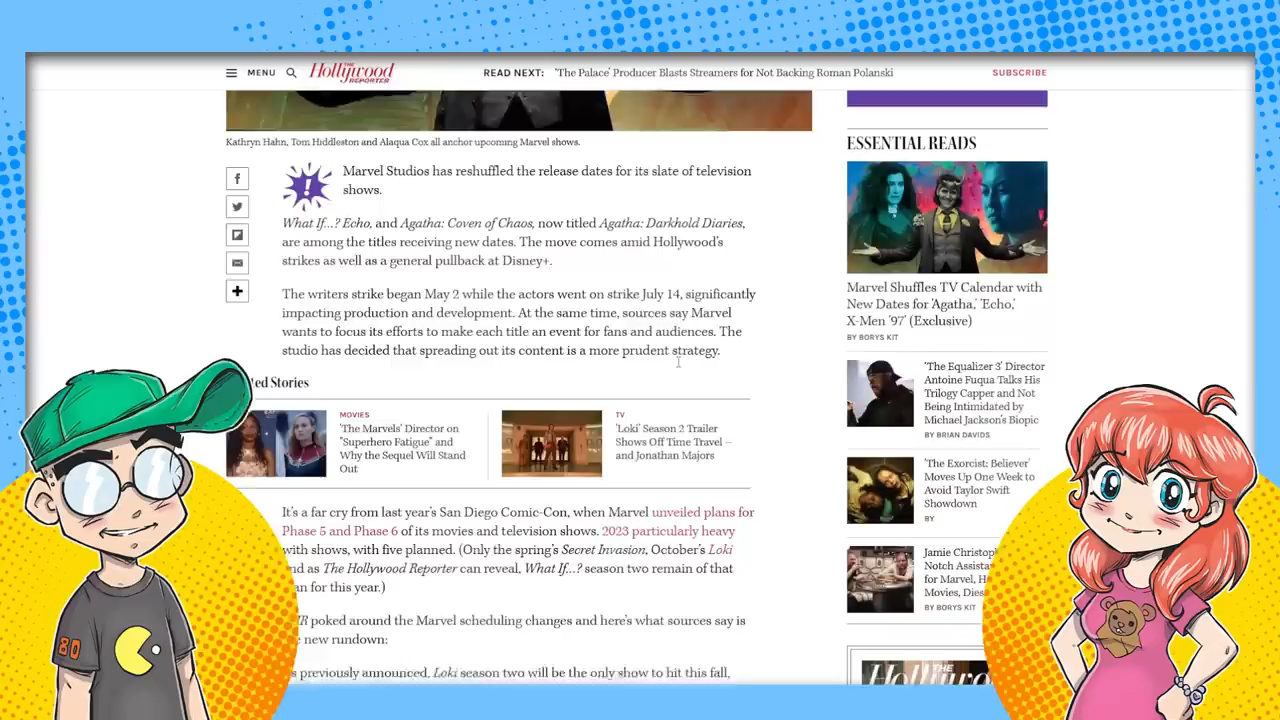 MENU
THE
Hollywood
REPORTER
READ NEXT: 'The Palace' Producer Blasts Streamers for Not Backing Roman Polanski
SUBSCRIBE
Kathryn Hahn, Tom Hiddleston and Alaqua Cox all anchor upcoming Marvel shows.
Marvel Studios has reshuffled the release dates for its slate of television
shows.
What If...? Echo, and Agatha: Coven of Chaos, now titled Agatha: Darkhold Diaries,
are among the titles receiving new dates. The move comes amid Hollywood's
strikes as well as a general pullback at Disney+.
The writers strike began May 2 while the actors went on strike July 14, significantly
impacting production and development. At the same time, sources say Marvel
wants to focus its efforts to make each title an event for fans and audiences. The
studio has decided that spreading out its content is a more prudent strategy.
ed Stories
MOVIES
'The Marvels' Director on
"Superhero Fatigue" and
Why the Sequel Will Stand
Out
TV
'Loki' Season 2 Trailer
Shows Off Time Travel —
and Jonathan Majors
It's a far cry from last year's San Diego Comic-Con, when Marvel unveiled plans for
Phase 5 and Phase 6 of its movies and television shows. 2023 particularly heavy
with shows, with five planned. (Only the spring's Secret Invasion, October's Loki
nd as The Hollywood Reporter can reveal, What If...? season two remain of that
an for this year.)
R poked around the Marvel scheduling changes and here's what sources say is
e new rundown:
s previously announced, Loki season two will be the only show to hit this fall,
ESSENTIAL READS
Marvel Shuffles TV Calendar with
New Dates for 'Agatha,' 'Echo,'
X-Men '97' (Exclusive)
BY BORYS KIT
'The Equalizer 3' Director
Antoine Fuqua Talks His
Trilogy Capper and Not
Being Intimidated by
Michael Jackson's Biopic
BY BRIAN DAVIDS
'The Exorcist: Believer'
Moves Up One Week to
Avoid Taylor Swift
Showdown
BY
Jamie Christop
Notch Assista
for Marvel, H
Movies, Dies
BY BORYS KIT
THE
Hollywo
80